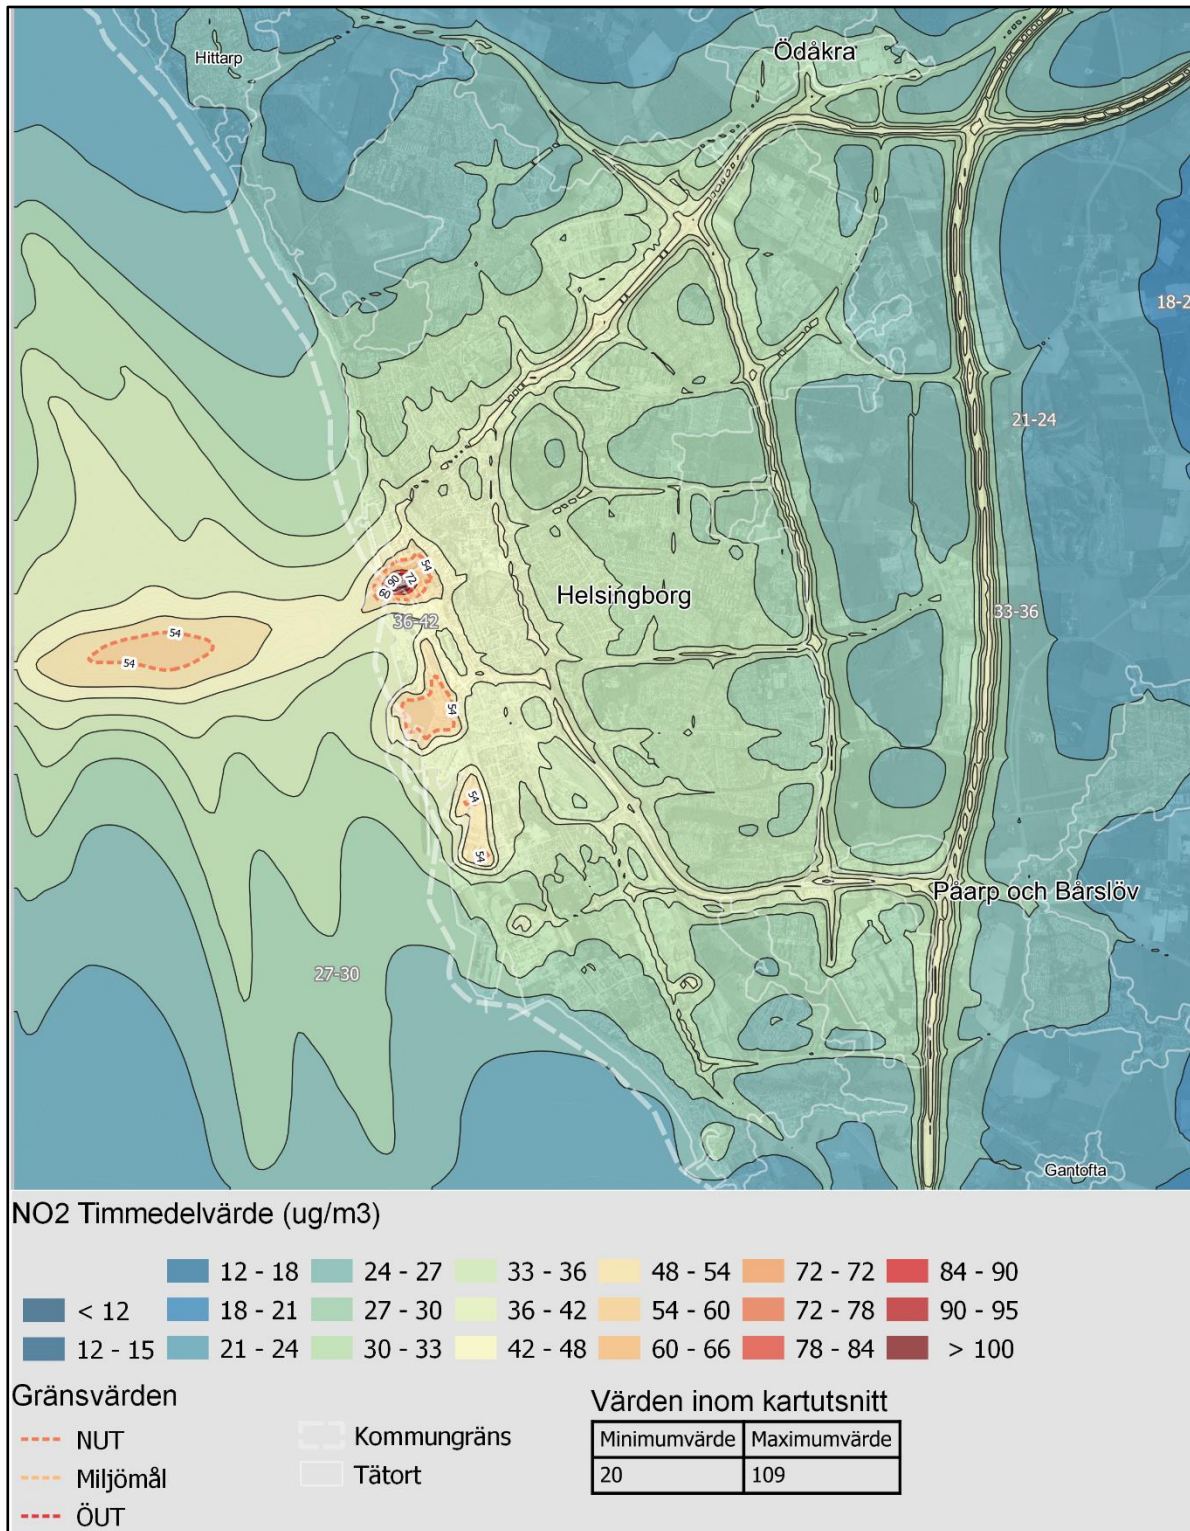 Hittarp
Ödåkra
18-2
21-24
54
90
72
60
Helsingborg
36-42
33-36
54
54
54
54
54
Påarp och Bårslöv
27-30
Gantofta
NO2 Timmedelvärde (ug/m3)
12 - 18 24 - 27 33 - 36 48 - 54 72 - 72 84 - 90
< 12 18 - 21 27 - 30 36 - 42 54 - 60 72 - 78 90 - 95
12 - 15 21 - 24 30 - 33 42 - 48 60 - 66 78 - 84 > 100
Gränsvärden
NUT
Miljömål
ÖUT
Kommungräns
Tätort
Värden inom kartutsnitt
Minimumvärde Maximumvärde
20 109